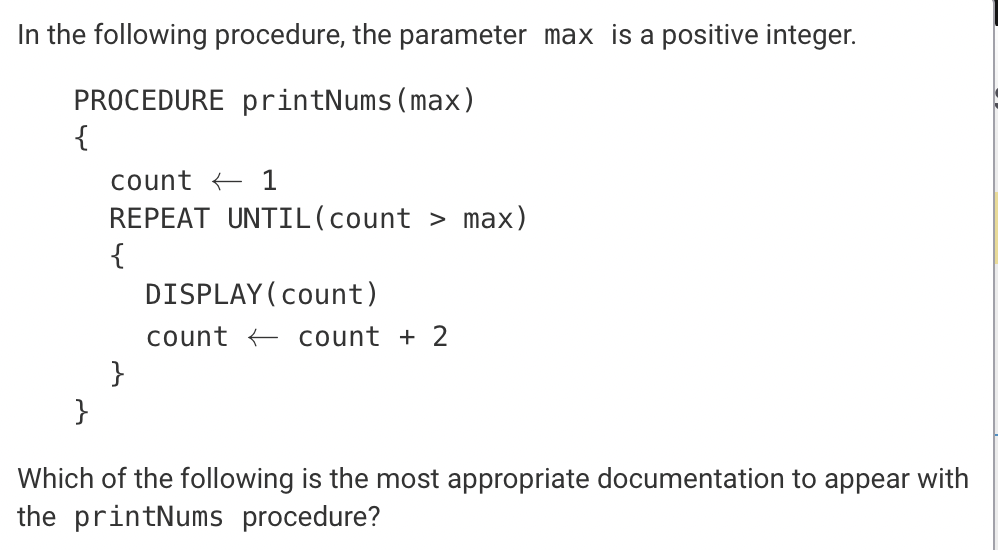 In the following procedure, the parameter max is a positive integer.
PROCEDURE printNums(max)
{
count ← 1
REPEAT UNTIL(count > max)
{
DISPLAY(count)
count ← count + 2
}
}
Which of the following is the most appropriate documentation to appear with
the printNums procedure?